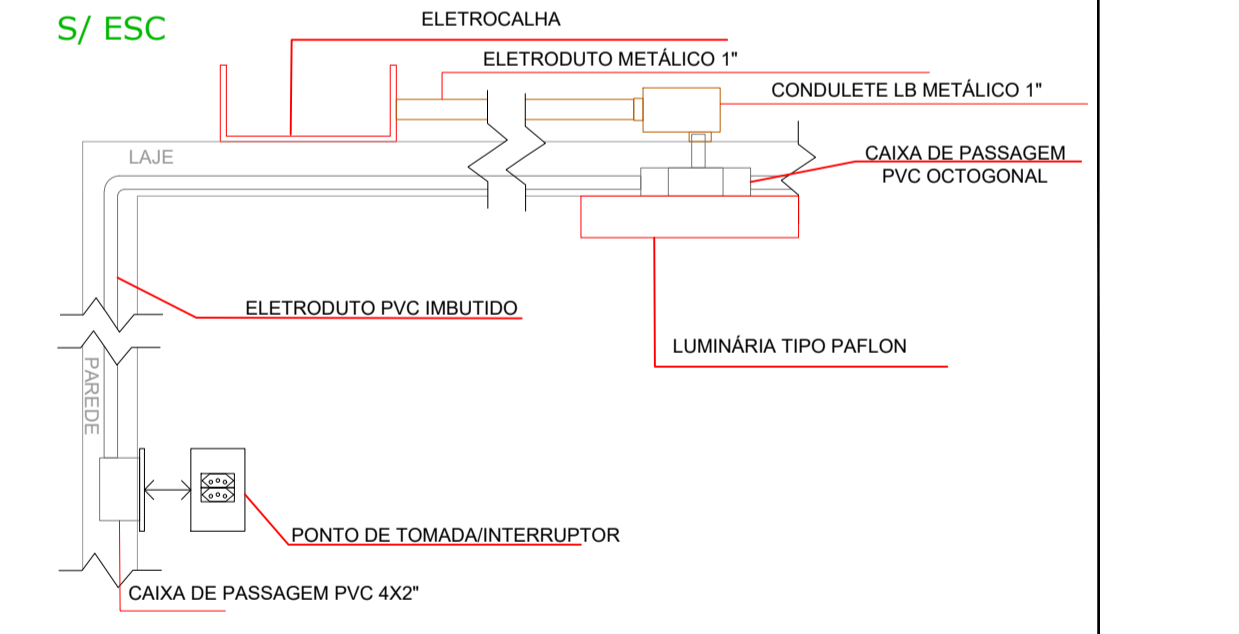 S/ ESC
ELETROCALHA
ELETRODUTO METÁLICO 1"
CONDULETE LB METÁLICO 1"
LAJE
CAIXA DE PASSAGEM
PVC OCTOGONAL
ELETRODUTO PVC IMBUTIDO
LUMINÁRIA TIPO PAFLON
PAREDE
PONTO DE TOMADA/INTERRUPTOR
CAIXA DE PASSAGEM PVC 4X2"